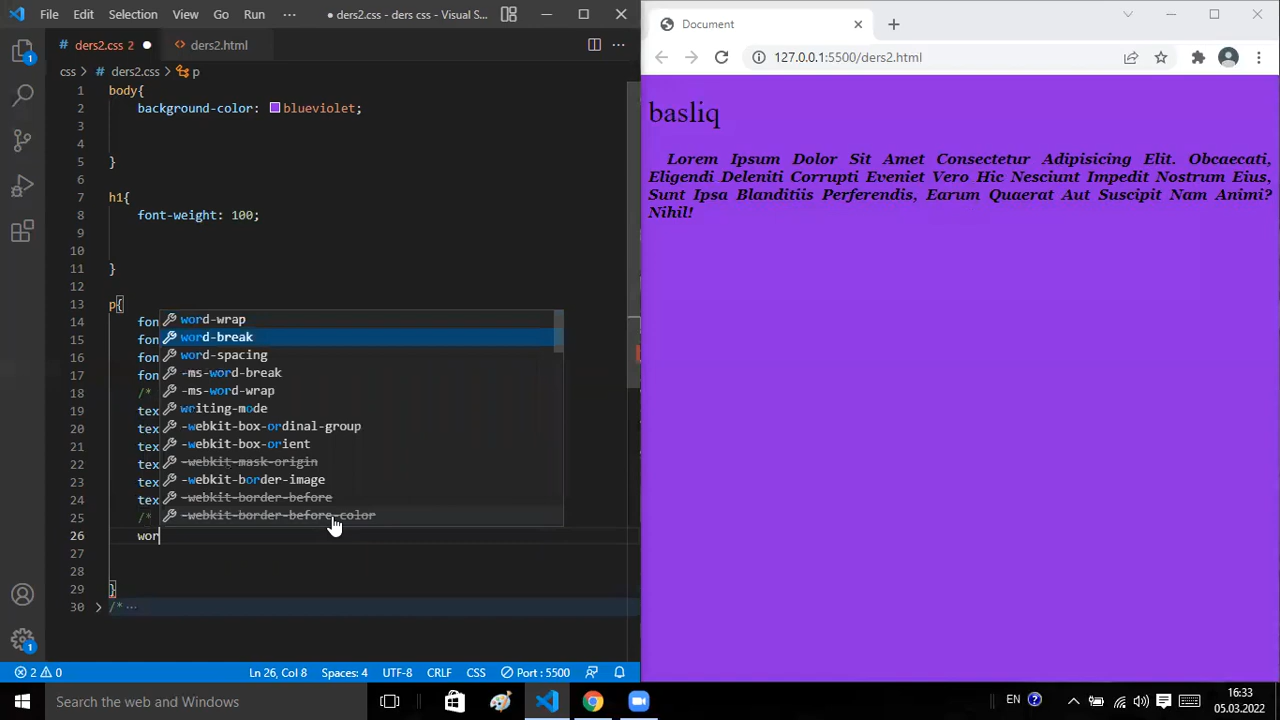 File Edit Selection View Go Run ··· ● ders2.css - ders css - Visual S...
ders2.css 2 ● ders2.html
css > ders2.css > p
1 body{
2 background-color: blueviolet;
3
4
5 }
6
7 h1{
8 font-weight: 100;
9
10
11 }
12
13 p{
14 fon
15 fon
16 fon
17 fon
18 /*
19 tex
20 tex
21 tex
22 tex
23 tex
24 tex
25 /*
26 wor
27
28
29 }
30 /* ···
word-wrap
word-break
word-spacing
-ms-word-break
-ms-word-wrap
writing-mode
-webkit-box-ordinal-group
-webkit-box-orient
-webkit-mask-origin
-webkit-border-image
-webkit-border-before
-webkit-border-before-color
1
1
2 0 Ln 26, Col 8 Spaces: 4 UTF-8 CRLF CSS Port : 5500
Document
127.0.0.1:5500/ders2.html
basliq
Lorem Ipsum Dolor Sit Amet Consectetur Adipisicing Elit. Obcaecati,
Eligendi Deleniti Corrupti Eveniet Vero Hic Nesciunt Impedit Nostrum Eius,
Sunt Ipsa Blanditiis Perferendis, Earum Quaerat Aut Suscipit Nam Animi?
Nihil!
Search the web and Windows
EN
16:33
05.03.2022